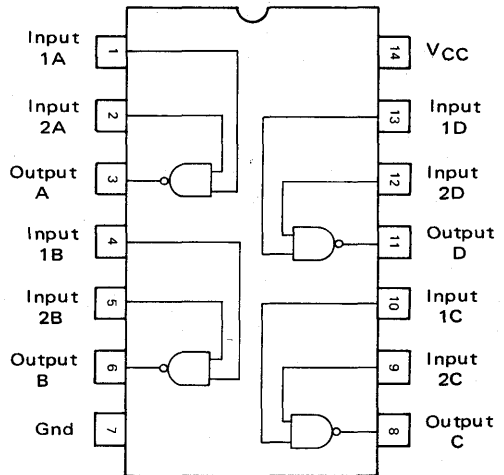 Input
1A
1
Input
2A
2
Output
A
3
Input
1B
4
Input
2B
5
Output
B
6
Gnd
7
14
VCC
13
Input
1D
12
Input
2D
11
Output
D
10
Input
1C
9
Input
2C
8
Output
C